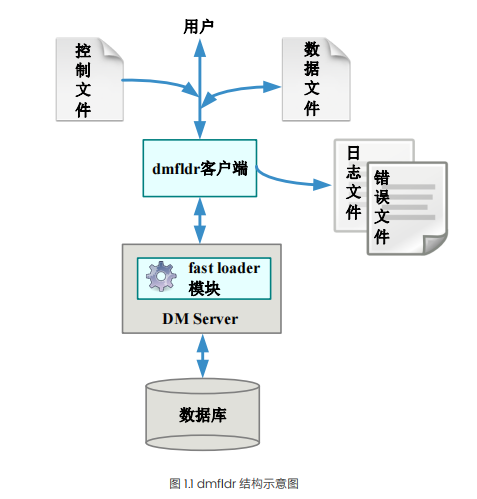 用户
控制文件
数据文件
dmfldr客户端
日志文件
错误文件
fast loader
模块
DM Server
数据库
图 1.1 dmfldr 结构示意图